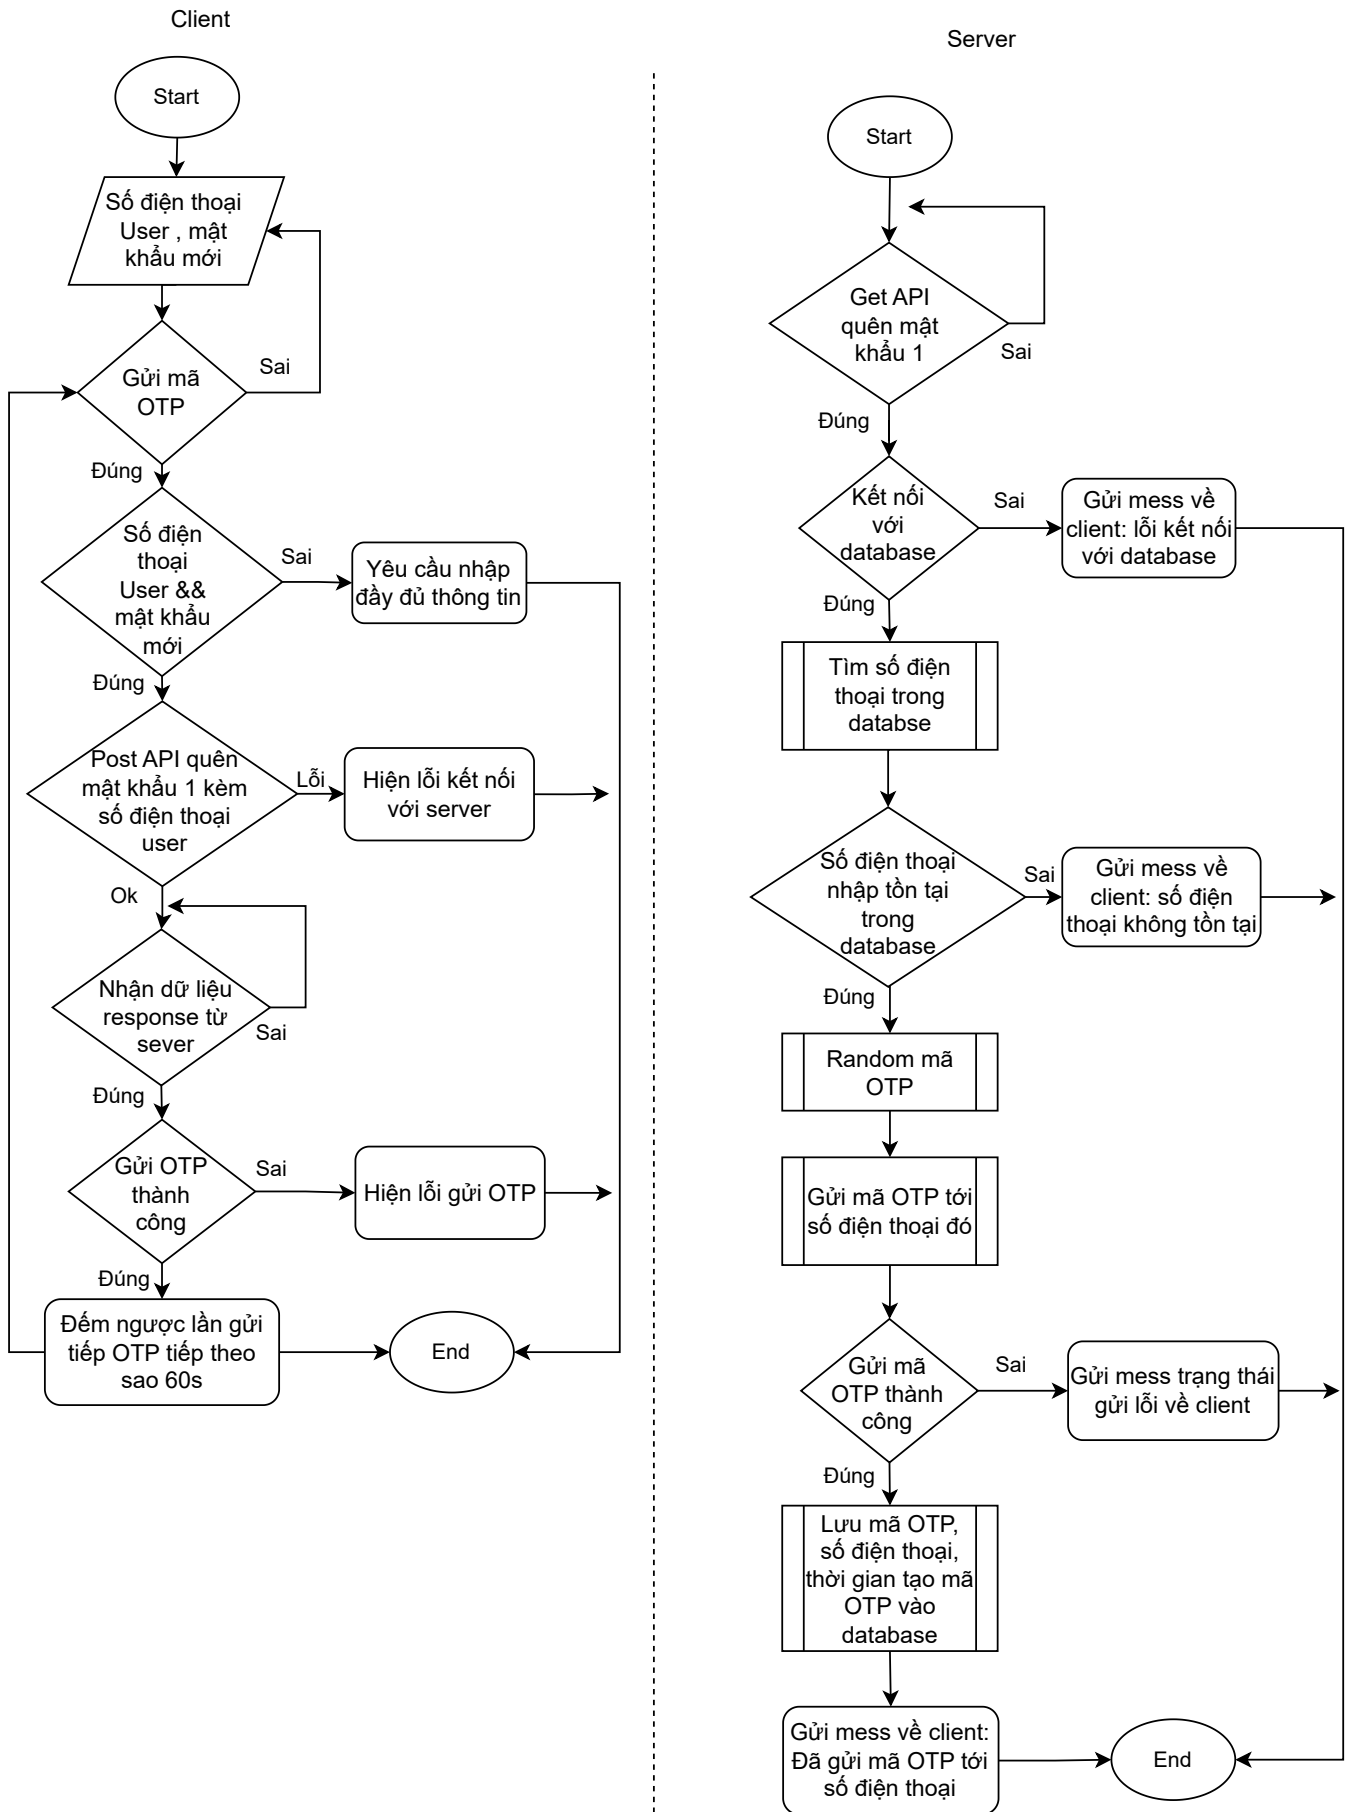 Client
Start
Số điện thoại
User , mật
khẩu mới
Gửi mã
OTP
Sai
Đúng
Số điện
thoại
User &&
mật khẩu
mới
Sai
Yêu cầu nhập
đầy đủ thông tin
Đúng
Post API quên
mật khẩu 1 kèm
số điện thoại
user
Lỗi
Hiện lỗi kết nối
với server
Ok
Nhận dữ liệu
response từ
sever
Sai
Đúng
Gửi OTP
thành
công
Sai
Hiện lỗi gửi OTP
Đúng
Đếm ngược lần gửi
tiếp OTP tiếp theo
sao 60s
End
Server
Start
Get API
quên mật
khẩu 1
Sai
Đúng
Kết nối
với
database
Sai
Gửi mess về
client: lỗi kết nối
với database
Đúng
Tìm số điện
thoại trong
databse
Số điện thoại
nhập tồn tại
trong
database
Sai
Gửi mess về
client: số điện
thoại không tồn tại
Đúng
Random mã
OTP
Gửi mã OTP tới
số điện thoại đó
Gửi mã
OTP thành
công
Sai
Gửi mess trạng thái
gửi lỗi về client
Đúng
Lưu mã OTP,
số điện thoại,
thời gian tạo mã
OTP vào
database
Gửi mess về client:
Đã gửi mã OTP tới
số điện thoại
End